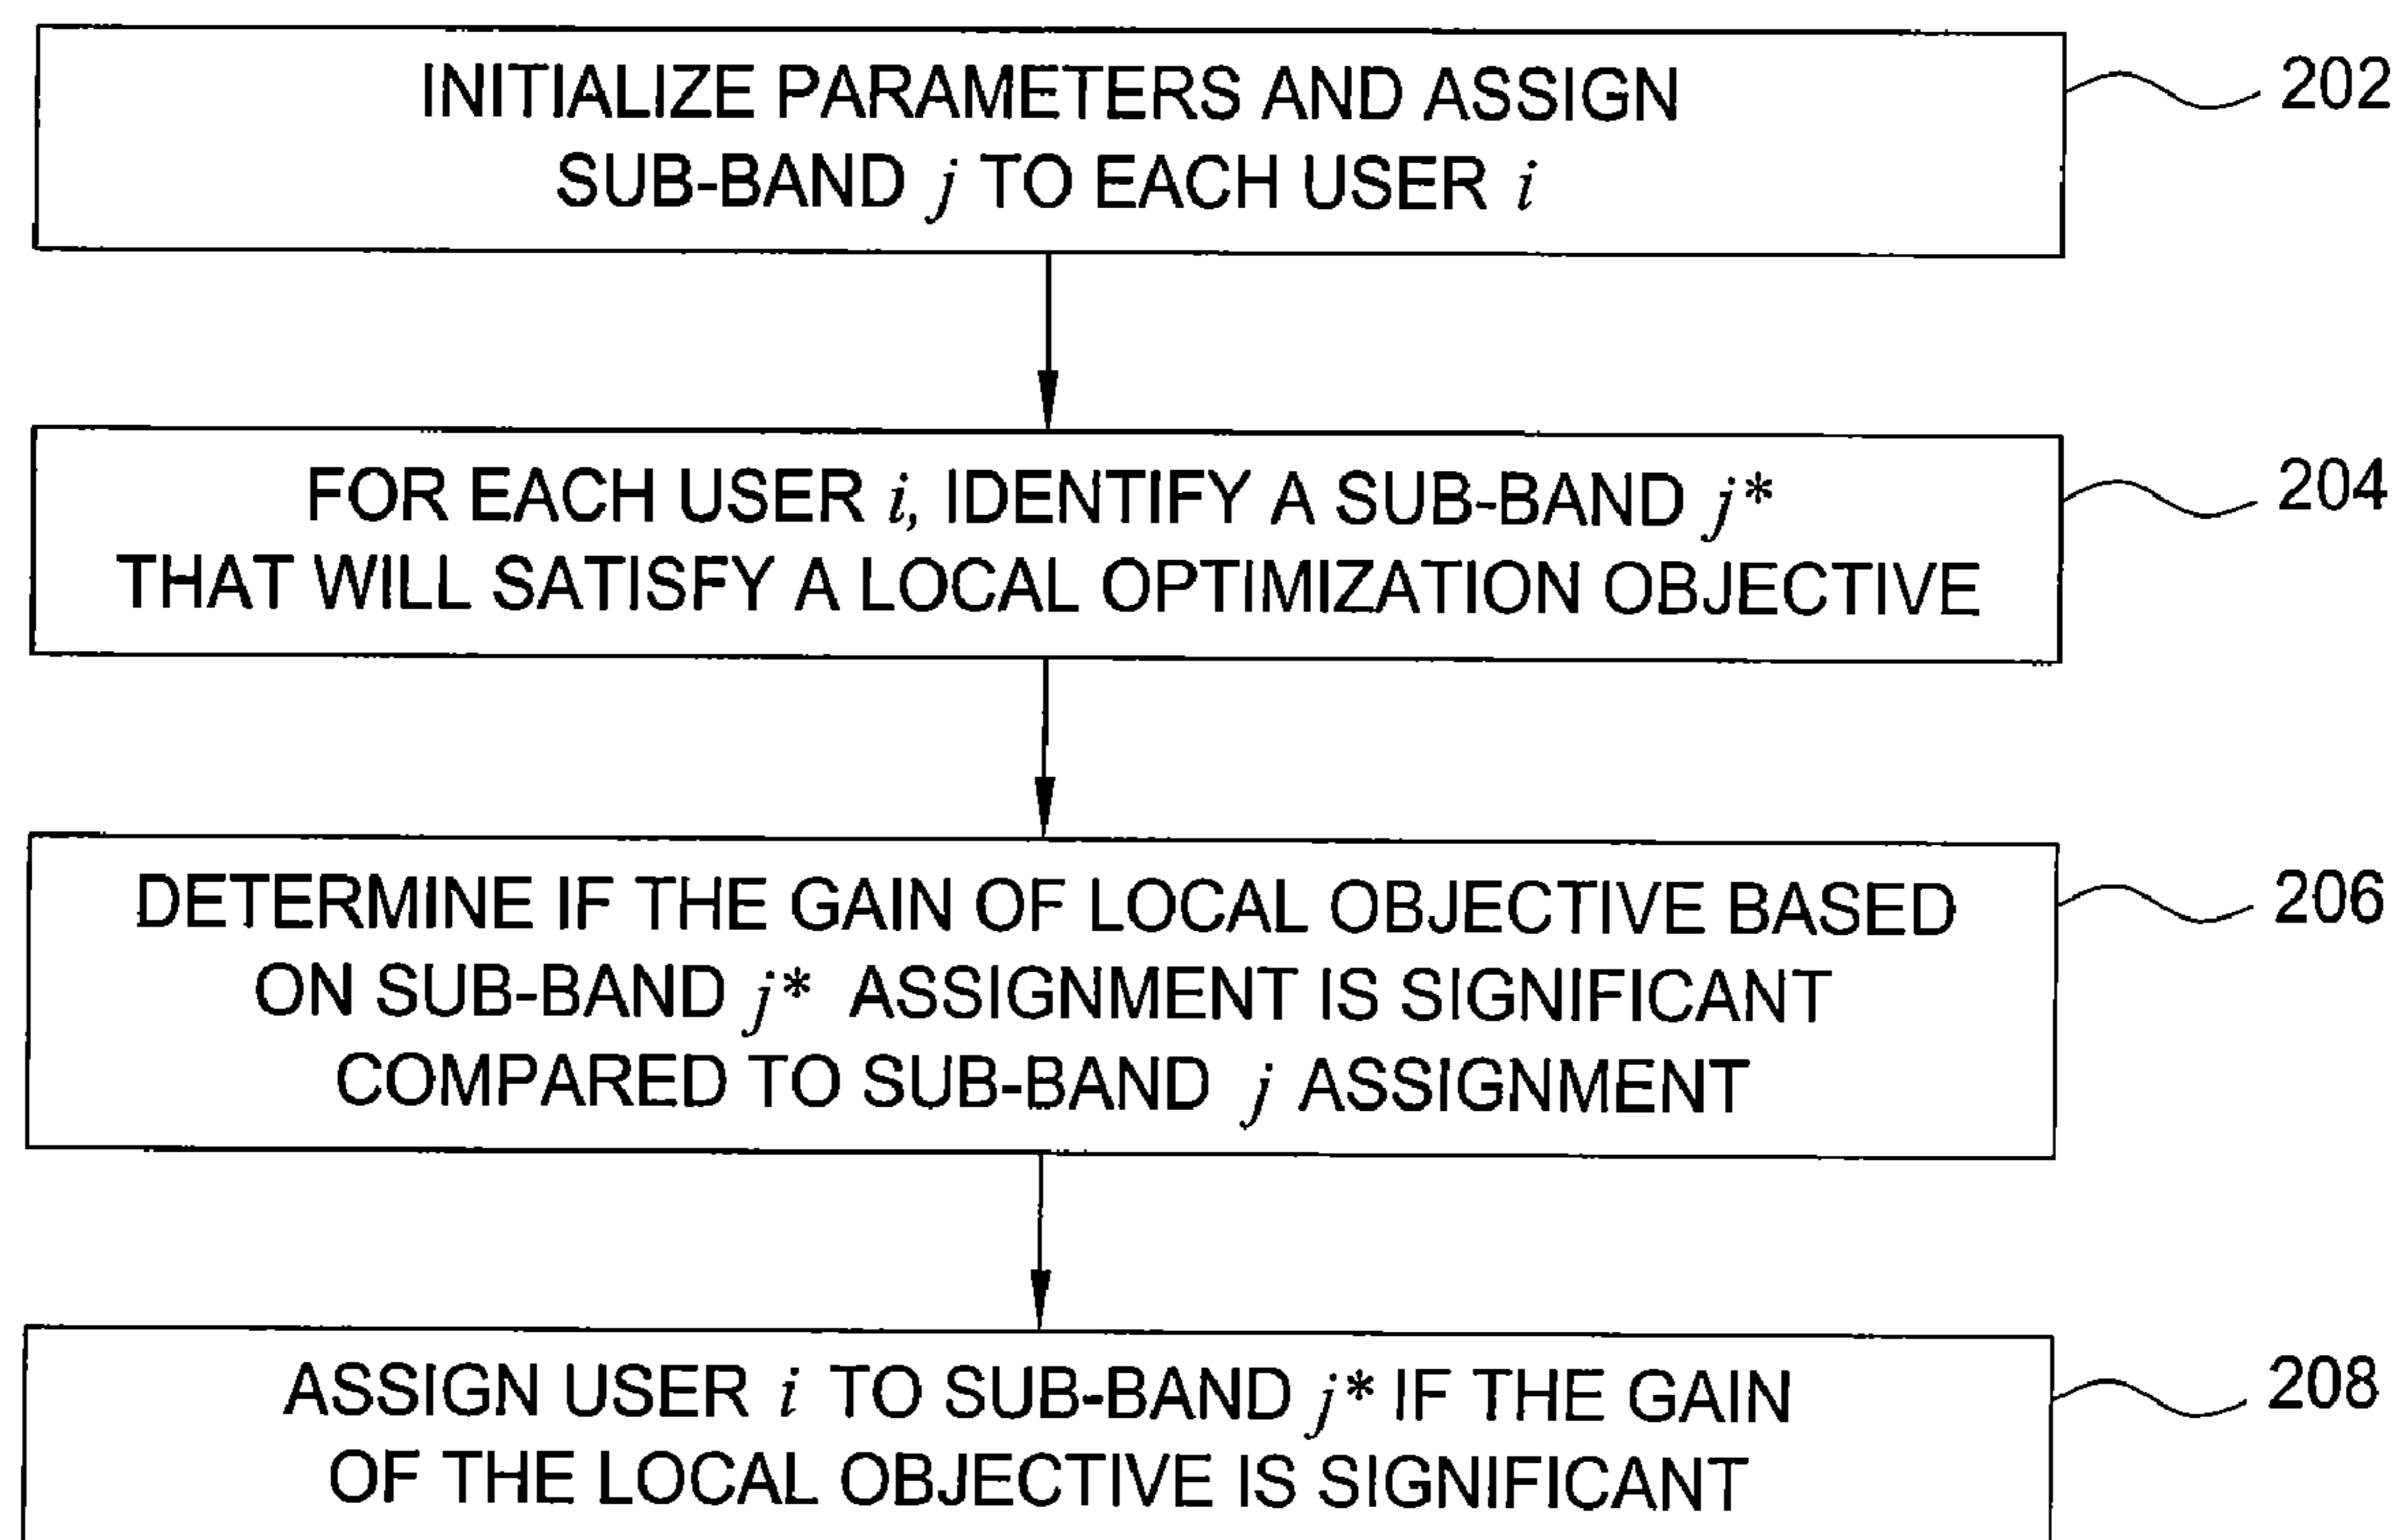 INITIALIZE PARAMETERS AND ASSIGN
SUB-BAND j TO EACH USER i
202
FOR EACH USER i, IDENTIFY A SUB-BAND j*
THAT WILL SATISFY A LOCAL OPTIMIZATION OBJECTIVE
204
DETERMINE IF THE GAIN OF LOCAL OBJECTIVE BASED
ON SUB-BAND j* ASSIGNMENT IS SIGNIFICANT
COMPARED TO SUB-BAND j ASSIGNMENT
206
ASSIGN USER i TO SUB-BAND j* IF THE GAIN
OF THE LOCAL OBJECTIVE IS SIGNIFICANT
208